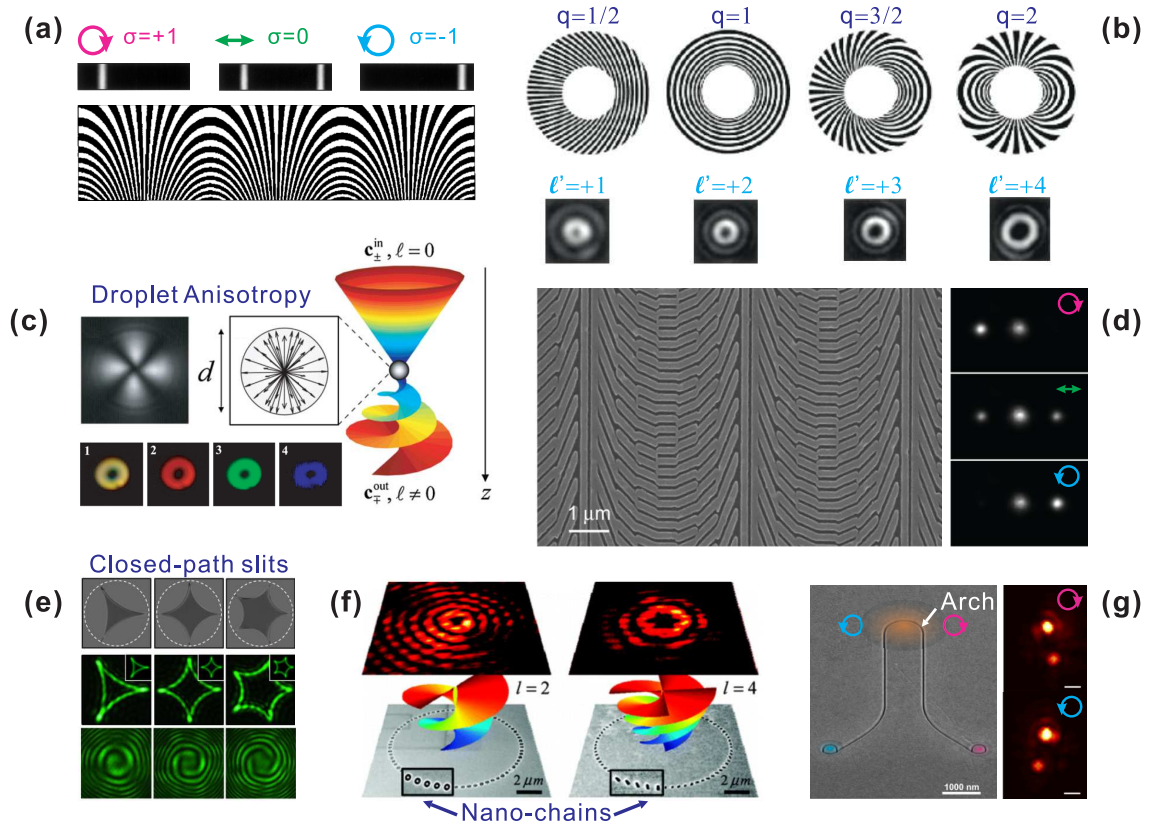 (a)
σ=+1
σ=0
σ=-1
(b)
q=1/2
q=1
q=3/2
q=2
ℓ'=+1
ℓ'=+2
ℓ'=+3
ℓ'=+4
(c)
Droplet Anisotropy
d
c±^in, ℓ = 0
c∓^out, ℓ ≠ 0
z
1
2
3
4
(d)
1 μm
(e)
Closed-path slits
(f)
l = 2
l = 4
2 μm
2 μm
Nano-chains
(g)
Arch
1000 nm